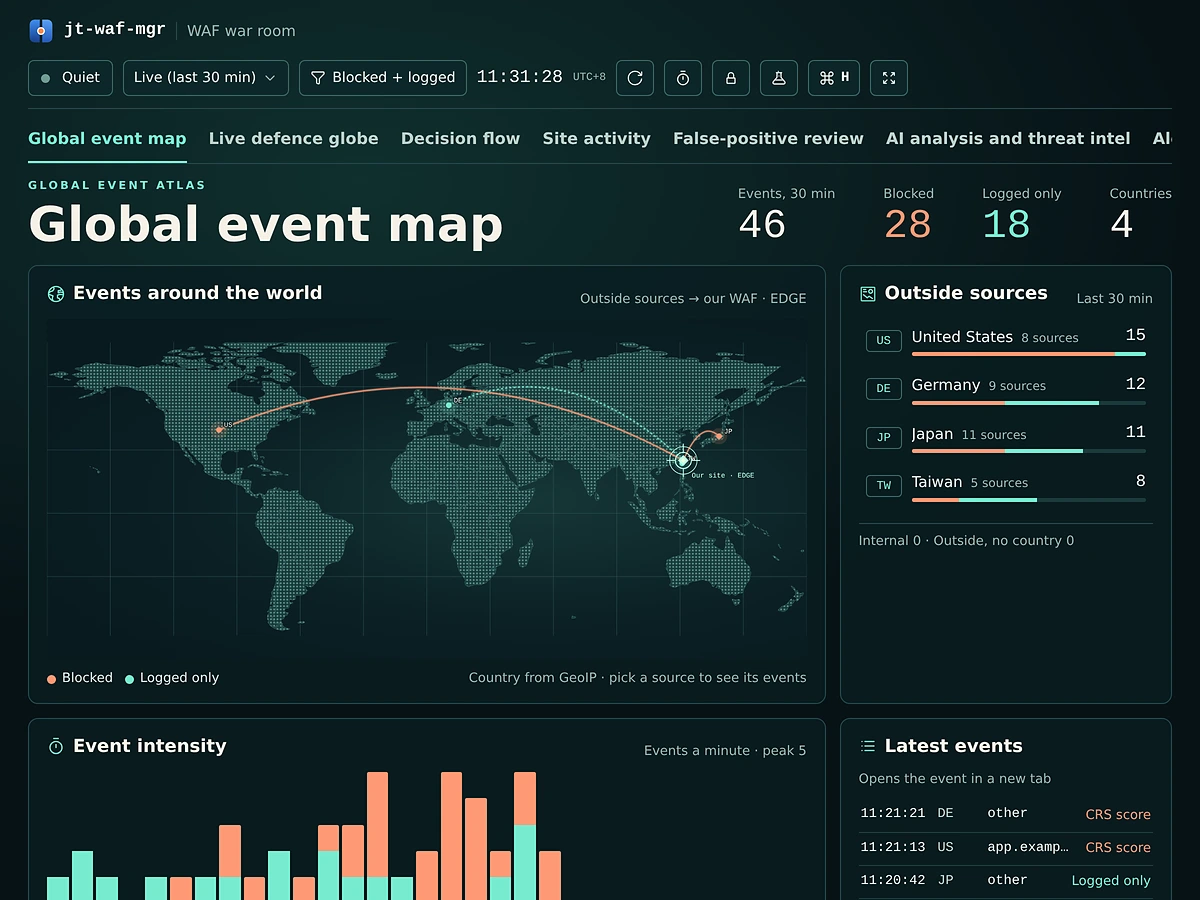 jt-waf-mgr
WAF war room
Quiet
Live (last 30 min)
Blocked + logged
11:31:28 UTC+8
⌘ H
Global event map
Live defence globe
Decision flow
Site activity
False-positive review
AI analysis and threat intel
GLOBAL EVENT ATLAS
Global event map
Events, 30 min
46
Blocked
28
Logged only
18
Countries
4
Events around the world
Outside sources → our WAF · EDGE
US
DE
JP
Our site · EDGE
Blocked
Logged only
Country from GeoIP · pick a source to see its events
Outside sources
Last 30 min
US United States 8 sources 15
DE Germany 9 sources 12
JP Japan 11 sources 11
TW Taiwan 5 sources 8
Internal 0 · Outside, no country 0
Event intensity
Events a minute · peak 5
Latest events
Opens the event in a new tab
11:21:21 DE other CRS score
11:21:13 US app.examp… CRS score
11:20:42 JP other Logged only